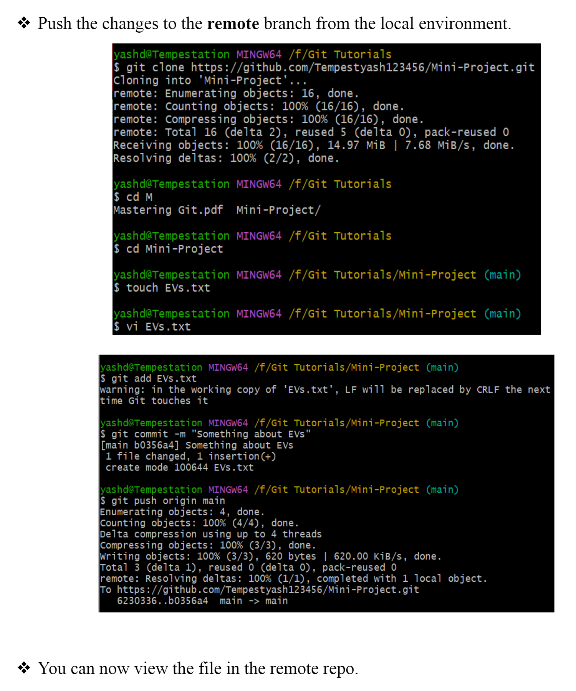 ❖ Push the changes to the remote branch from the local environment.
yashd@Tempestation MINGW64 /f/Git Tutorials
$ git clone https://github.com/Tempestyash123456/Mini-Project.git
Cloning into 'Mini-Project'...
remote: Enumerating objects: 16, done.
remote: Counting objects: 100% (16/16), done.
remote: Compressing objects: 100% (16/16), done.
remote: Total 16 (delta 2), reused 5 (delta 0), pack-reused 0
Receiving objects: 100% (16/16), 14.97 MiB | 7.68 MiB/s, done.
Resolving deltas: 100% (2/2), done.
yashd@Tempestation MINGW64 /f/Git Tutorials
$ cd M
Mastering Git.pdf  Mini-Project/
yashd@Tempestation MINGW64 /f/Git Tutorials
$ cd Mini-Project
yashd@Tempestation MINGW64 /f/Git Tutorials/Mini-Project (main)
$ touch EVs.txt
yashd@Tempestation MINGW64 /f/Git Tutorials/Mini-Project (main)
$ vi EVs.txt
yashd@Tempestation MINGW64 /f/Git Tutorials/Mini-Project (main)
$ git add EVs.txt
warning: in the working copy of 'EVs.txt', LF will be replaced by CRLF the next
time Git touches it
yashd@Tempestation MINGW64 /f/Git Tutorials/Mini-Project (main)
$ git commit -m "Something about EVs"
[main b0356a4] Something about EVs
1 file changed, 1 insertion(+)
create mode 100644 EVs.txt
yashd@Tempestation MINGW64 /f/Git Tutorials/Mini-Project (main)
$ git push origin main
Enumerating objects: 4, done.
Counting objects: 100% (4/4), done.
Delta compression using up to 4 threads
Compressing objects: 100% (3/3), done.
Writing objects: 100% (3/3), 620 bytes | 620.00 KiB/s, done.
Total 3 (delta 1), reused 0 (delta 0), pack-reused 0
remote: Resolving deltas: 100% (1/1), completed with 1 local object.
To https://github.com/Tempestyash123456/Mini-Project.git
6230336..b0356a4  main -> main
❖ You can now view the file in the remote repo.